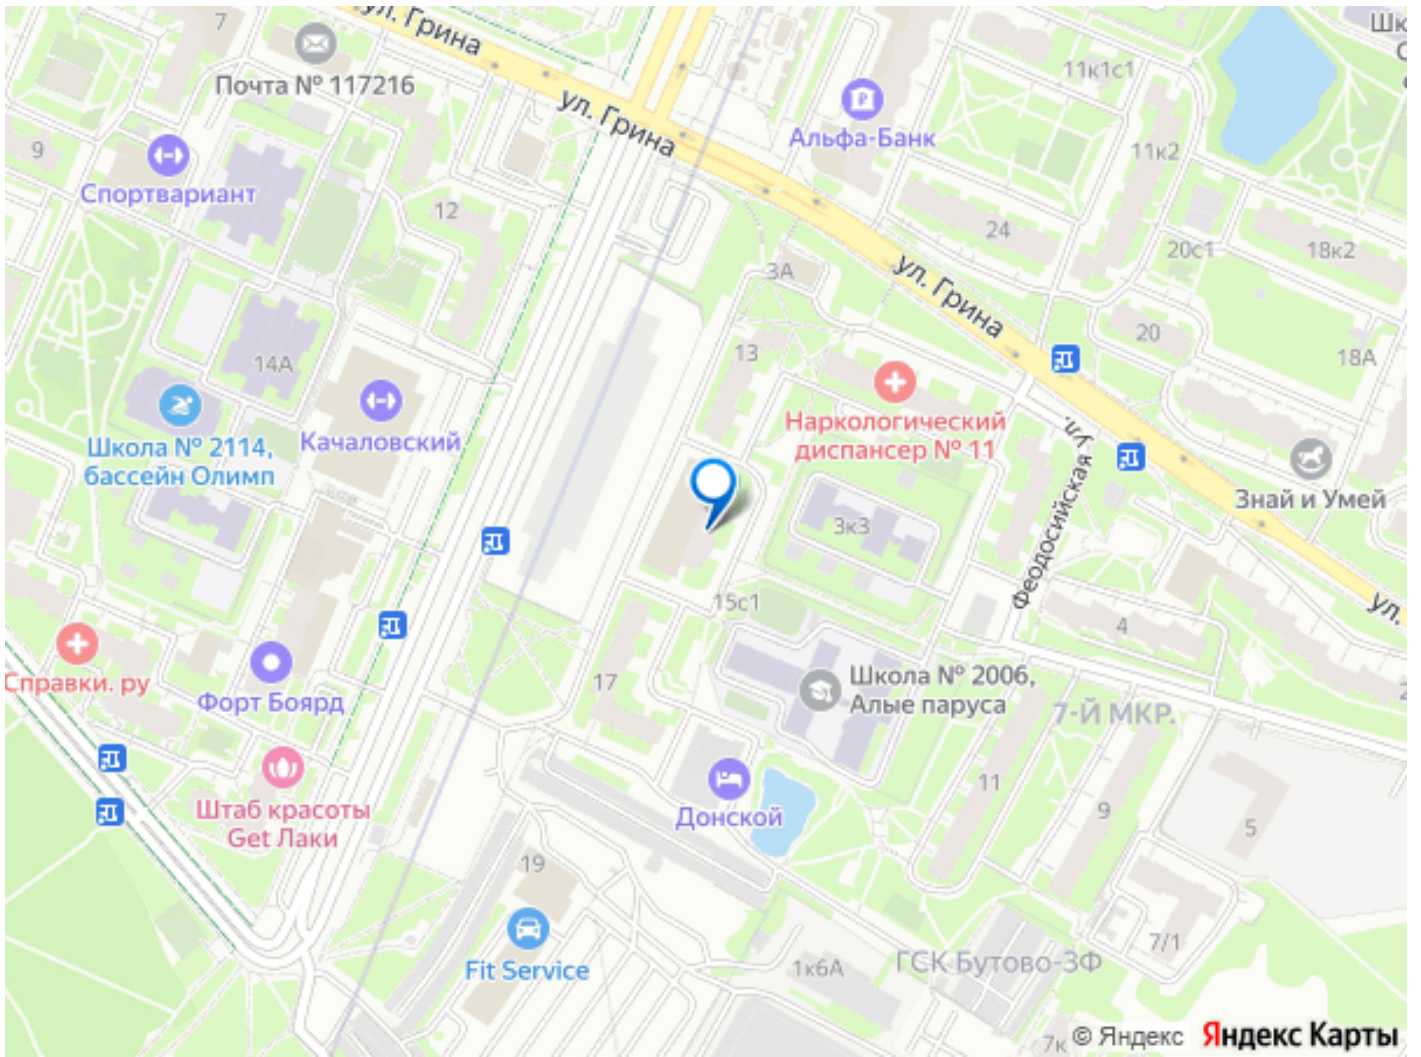 ул. Грина
7
Почта № 117216
Шк
С
11к1с1
ул. Грина
Альфа-Банк
9
11к2
Спортвариант
12
24
20с1
18к2
3А
ул. Грина
20
13
18А
14А
Наркологический
диспансер № 11
Качаловский
Школа № 2114,
бассейн Олимп
Феодосийская ул.
Знай и Умей
3к3
15с1
ул.
4
Справки. ру
17
Школа № 2006,
Алые паруса
Форт Боярд
7-Й МКР.
2
11
Штаб красоты
Get Лаки
Донской
9
5
19
7/1
Fit Service
1к6А
ГСК Бутово-3Ф
7к
© Яндекс Яндекс Карты